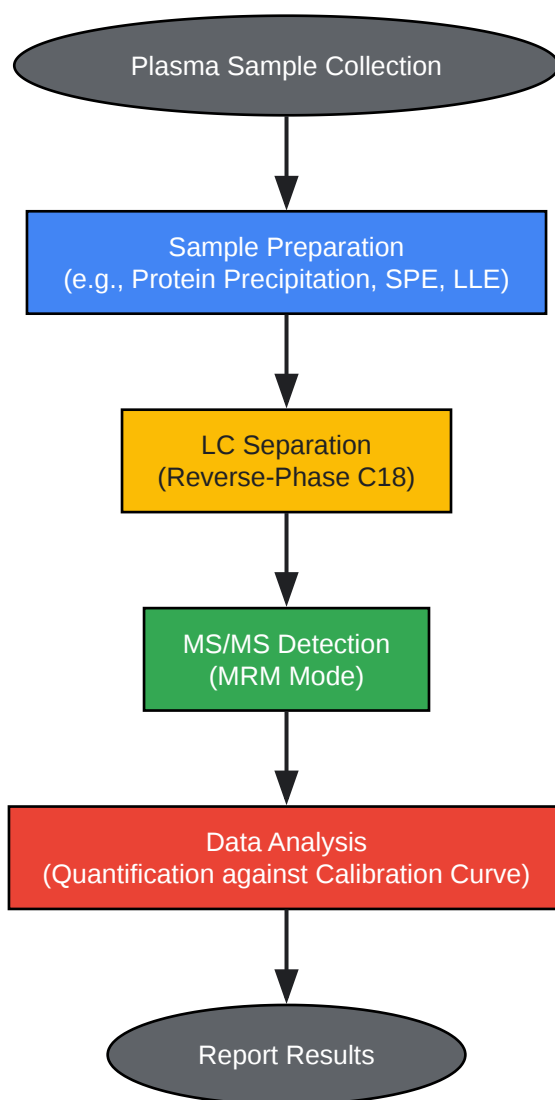 Plasma Sample Collection
Sample Preparation
(e.g., Protein Precipitation, SPE, LLE)
LC Separation
(Reverse-Phase C18)
MS/MS Detection
(MRM Mode)
Data Analysis
(Quantification against Calibration Curve)
Report Results